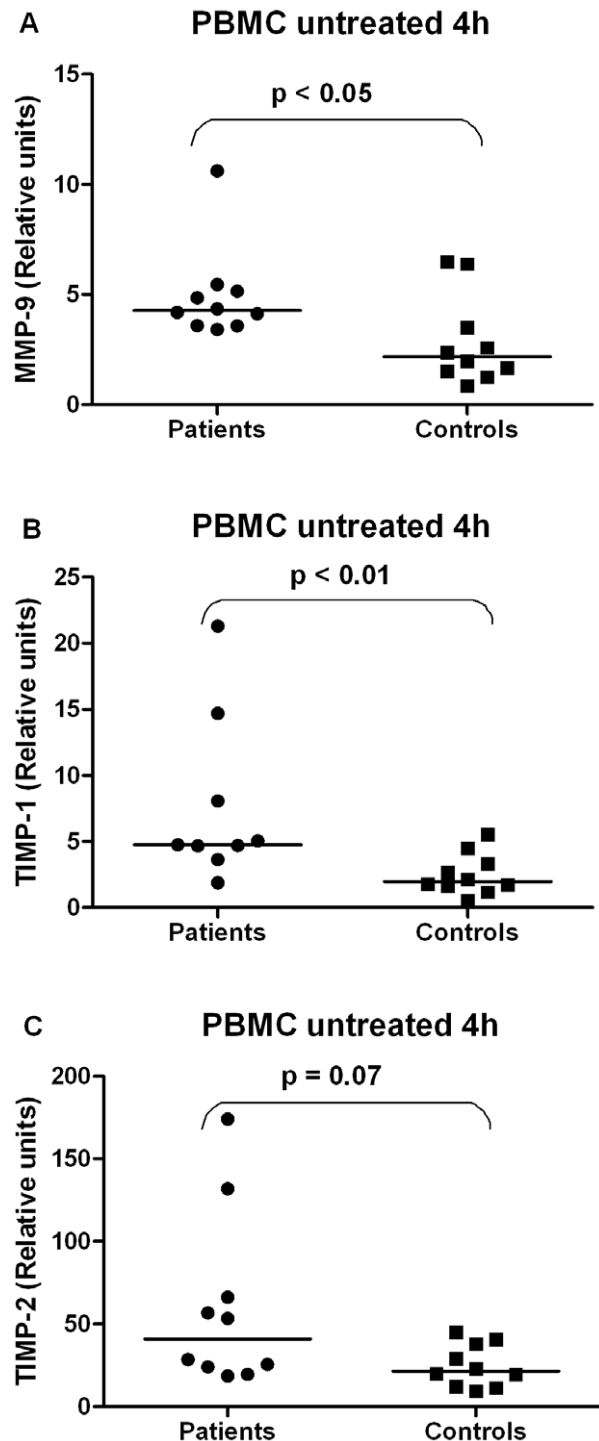 A PBMC untreated 4h
p < 0.05
MMP-9 (Relative units)
15
10
5
0
Patients Controls
B PBMC untreated 4h
p < 0.01
TIMP-1 (Relative units)
25
20
15
10
5
0
Patients Controls
C PBMC untreated 4h
p = 0.07
TIMP-2 (Relative units)
200
150
100
50
0
Patients Controls